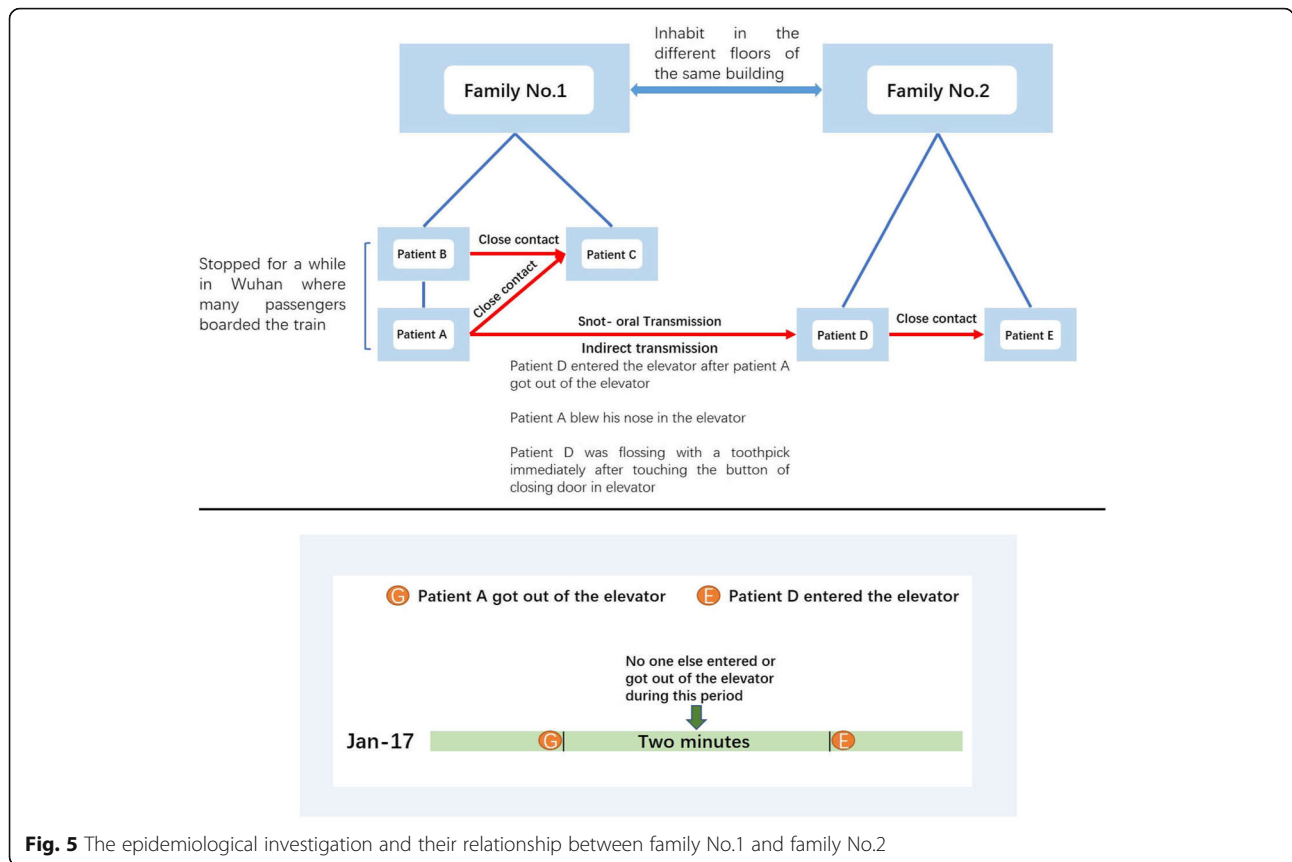 Inhabit in the
different floors of
the same building
Family No.1
Family No.2
Stopped for a while
in Wuhan where
many passengers
boarded the train
Patient B
Close contact
Patient C
Close contact
Patient A
Snot- oral Transmission
Indirect transmission
Patient D
Close contact
Patient E
Patient D entered the elevator after patient A
got out of the elevator
Patient A blew his nose in the elevator
Patient D was flossing with a toothpick
immediately after touching the button of
closing door in elevator
G Patient A got out of the elevator
E Patient D entered the elevator
No one else entered or
got out of the elevator
during this period
Jan-17
G
Two minutes
E
Fig. 5 The epidemiological investigation and their relationship between family No.1 and family No.2